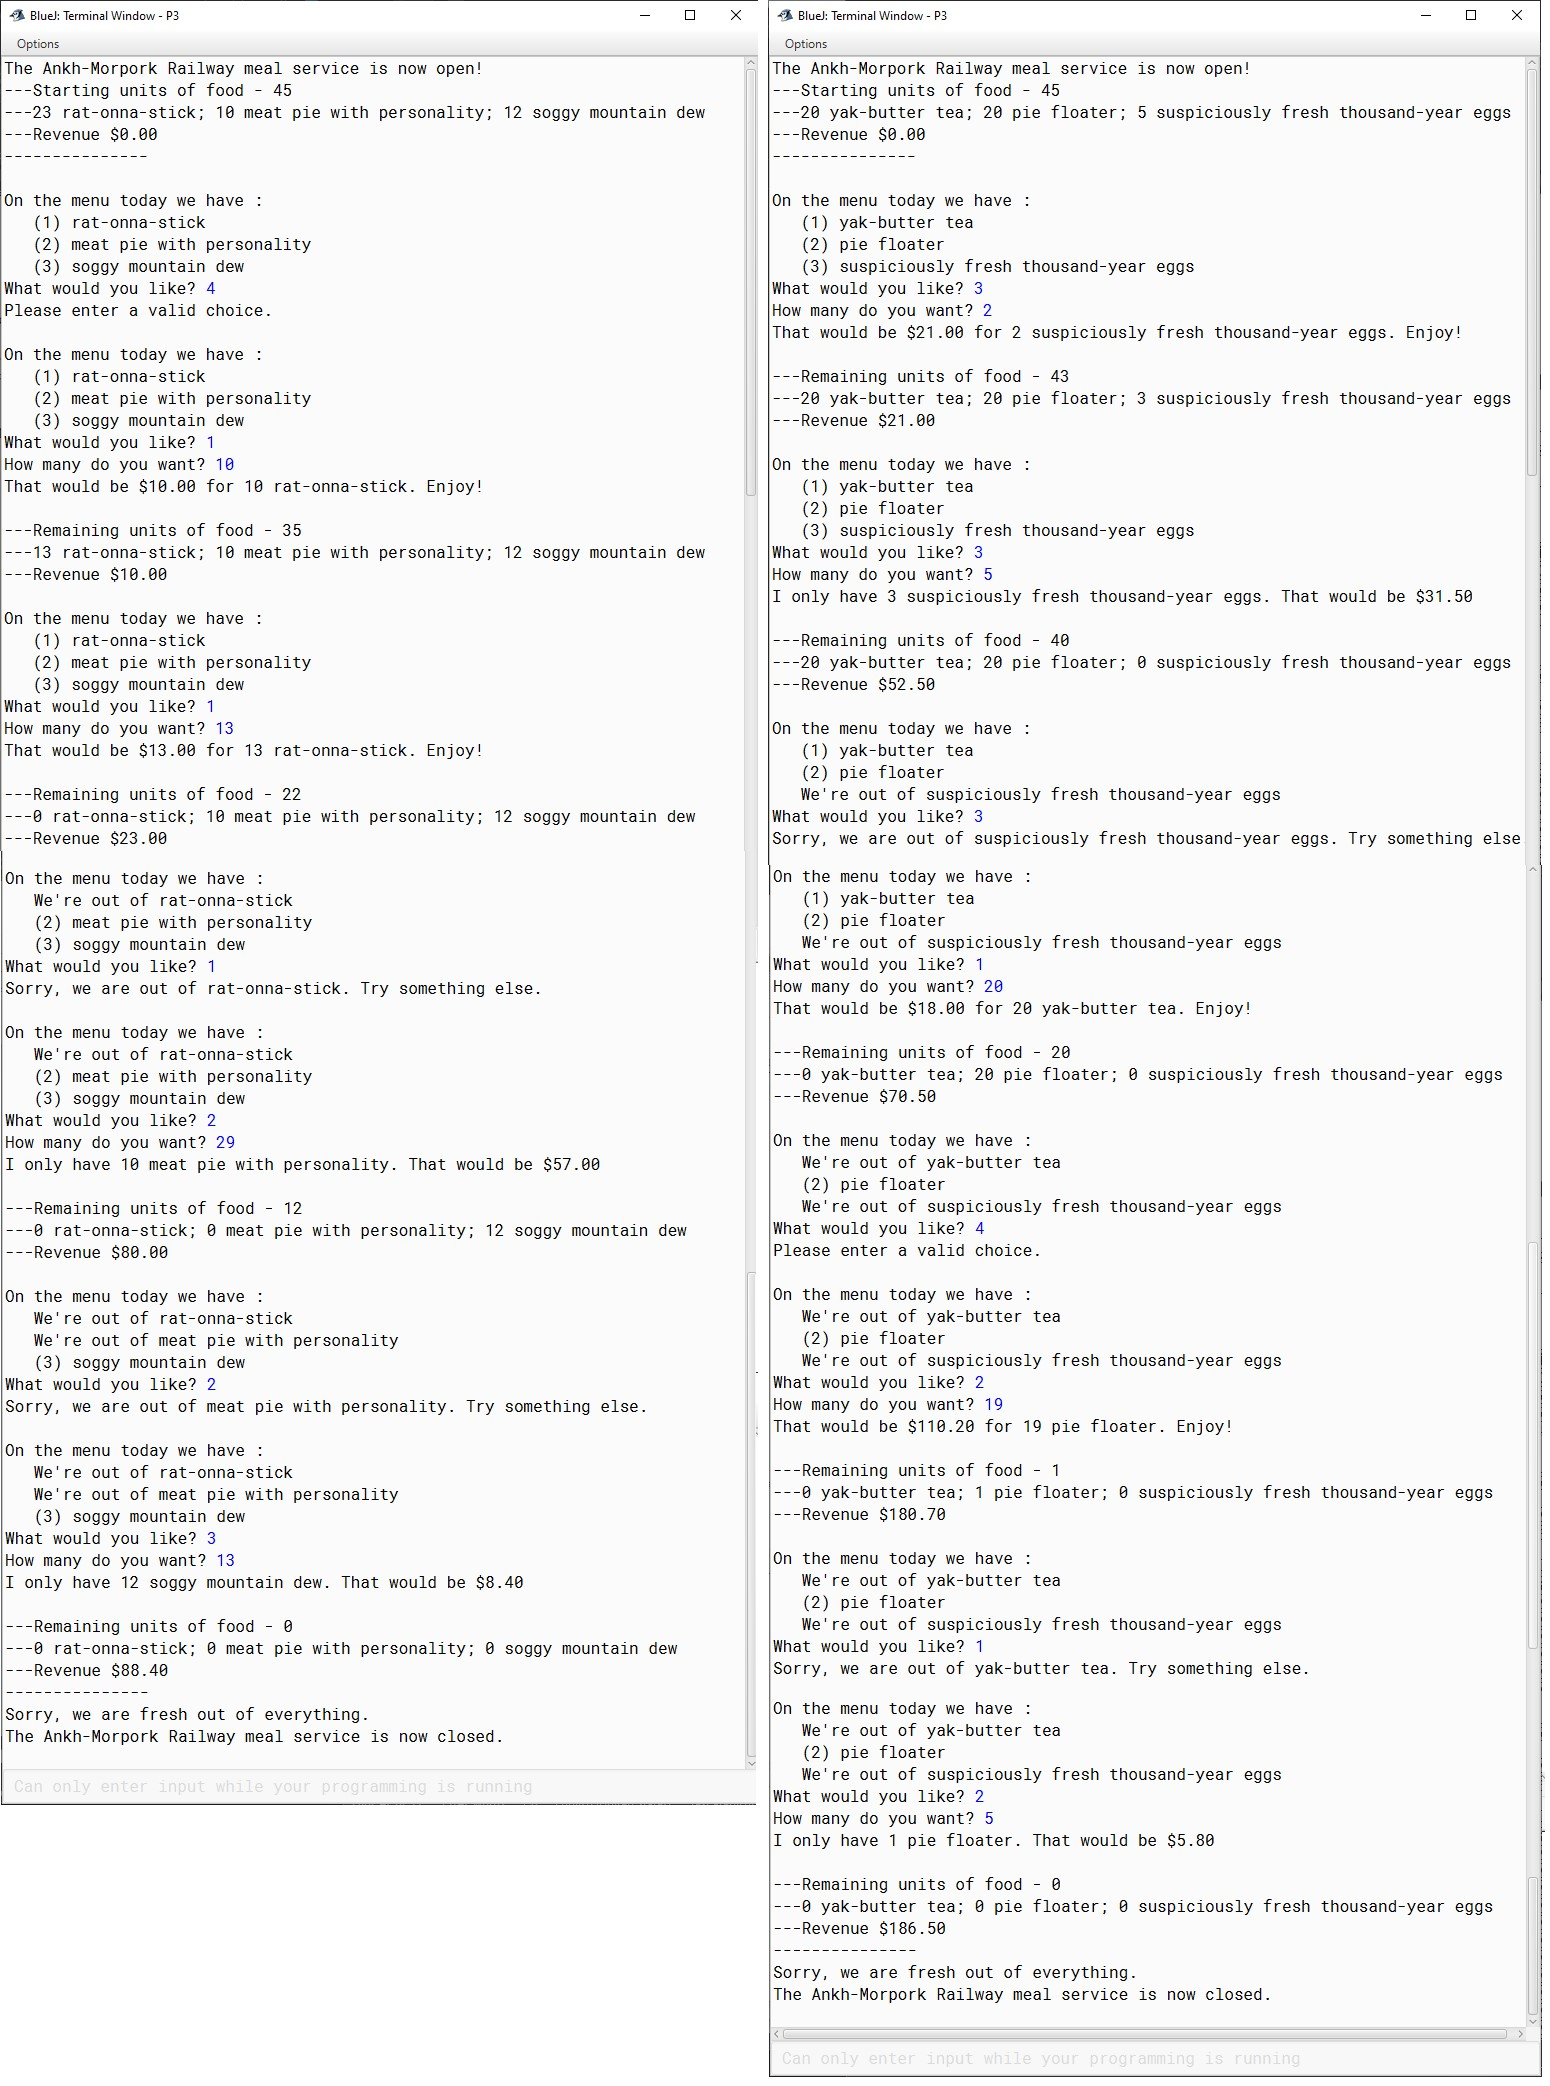 BlueJ: Terminal Window - P3
Options
The Ankh-Morpork Railway meal service is now open!
---Starting units of food - 45
---23 rat-onna-stick; 10 meat pie with personality; 12 soggy mountain dew
---Revenue $0.00
---------------
On the menu today we have :
(1) rat-onna-stick
(2) meat pie with personality
(3) soggy mountain dew
What would you like? 4
Please enter a valid choice.
On the menu today we have :
(1) rat-onna-stick
(2) meat pie with personality
(3) soggy mountain dew
What would you like? 1
How many do you want? 10
That would be $10.00 for 10 rat-onna-stick. Enjoy!
---Remaining units of food - 35
---13 rat-onna-stick; 10 meat pie with personality; 12 soggy mountain dew
---Revenue $10.00
On the menu today we have :
(1) rat-onna-stick
(2) meat pie with personality
(3) soggy mountain dew
What would you like? 1
How many do you want? 13
That would be $13.00 for 13 rat-onna-stick. Enjoy!
---Remaining units of food - 22
---0 rat-onna-stick; 10 meat pie with personality; 12 soggy mountain dew
---Revenue $23.00
On the menu today we have :
We're out of rat-onna-stick
(2) meat pie with personality
(3) soggy mountain dew
What would you like? 1
Sorry, we are out of rat-onna-stick. Try something else.
On the menu today we have :
We're out of rat-onna-stick
(2) meat pie with personality
(3) soggy mountain dew
What would you like? 2
How many do you want? 29
I only have 10 meat pie with personality. That would be $57.00
---Remaining units of food - 12
---0 rat-onna-stick; 0 meat pie with personality; 12 soggy mountain dew
---Revenue $80.00
On the menu today we have :
We're out of rat-onna-stick
We're out of meat pie with personality
(3) soggy mountain dew
What would you like? 2
Sorry, we are out of meat pie with personality. Try something else.
On the menu today we have :
We're out of rat-onna-stick
We're out of meat pie with personality
(3) soggy mountain dew
What would you like? 3
How many do you want? 13
I only have 12 soggy mountain dew. That would be $8.40
---Remaining units of food - 0
---0 rat-onna-stick; 0 meat pie with personality; 0 soggy mountain dew
---Revenue $88.40
---------------
Sorry, we are fresh out of everything.
The Ankh-Morpork Railway meal service is now closed.
Can only enter input while your programming is running
BlueJ: Terminal Window - P3
Options
The Ankh-Morpork Railway meal service is now open!
---Starting units of food - 45
---20 yak-butter tea; 20 pie floater; 5 suspiciously fresh thousand-year eggs
---Revenue $0.00
---------------
On the menu today we have :
(1) yak-butter tea
(2) pie floater
(3) suspiciously fresh thousand-year eggs
What would you like? 3
How many do you want? 2
That would be $21.00 for 2 suspiciously fresh thousand-year eggs. Enjoy!
---Remaining units of food - 43
---20 yak-butter tea; 20 pie floater; 3 suspiciously fresh thousand-year eggs
---Revenue $21.00
On the menu today we have :
(1) yak-butter tea
(2) pie floater
(3) suspiciously fresh thousand-year eggs
What would you like? 3
How many do you want? 5
I only have 3 suspiciously fresh thousand-year eggs. That would be $31.50
---Remaining units of food - 40
---20 yak-butter tea; 20 pie floater; 0 suspiciously fresh thousand-year eggs
---Revenue $52.50
On the menu today we have :
(1) yak-butter tea
(2) pie floater
We're out of suspiciously fresh thousand-year eggs
What would you like? 3
Sorry, we are out of suspiciously fresh thousand-year eggs. Try something else
On the menu today we have :
(1) yak-butter tea
(2) pie floater
We're out of suspiciously fresh thousand-year eggs
What would you like? 1
How many do you want? 20
That would be $18.00 for 20 yak-butter tea. Enjoy!
---Remaining units of food - 20
---0 yak-butter tea; 20 pie floater; 0 suspiciously fresh thousand-year eggs
---Revenue $70.50
On the menu today we have :
We're out of yak-butter tea
(2) pie floater
We're out of suspiciously fresh thousand-year eggs
What would you like? 4
Please enter a valid choice.
On the menu today we have :
We're out of yak-butter tea
(2) pie floater
We're out of suspiciously fresh thousand-year eggs
What would you like? 2
How many do you want? 19
That would be $110.20 for 19 pie floater. Enjoy!
---Remaining units of food - 1
---0 yak-butter tea; 1 pie floater; 0 suspiciously fresh thousand-year eggs
---Revenue $180.70
On the menu today we have :
We're out of yak-butter tea
(2) pie floater
We're out of suspiciously fresh thousand-year eggs
What would you like? 1
Sorry, we are out of yak-butter tea. Try something else.
On the menu today we have :
We're out of yak-butter tea
(2) pie floater
We're out of suspiciously fresh thousand-year eggs
What would you like? 2
How many do you want? 5
I only have 1 pie floater. That would be $5.80
---Remaining units of food - 0
---0 yak-butter tea; 0 pie floater; 0 suspiciously fresh thousand-year eggs
---Revenue $186.50
---------------
Sorry, we are fresh out of everything.
The Ankh-Morpork Railway meal service is now closed.
Can only enter input while your programming is running